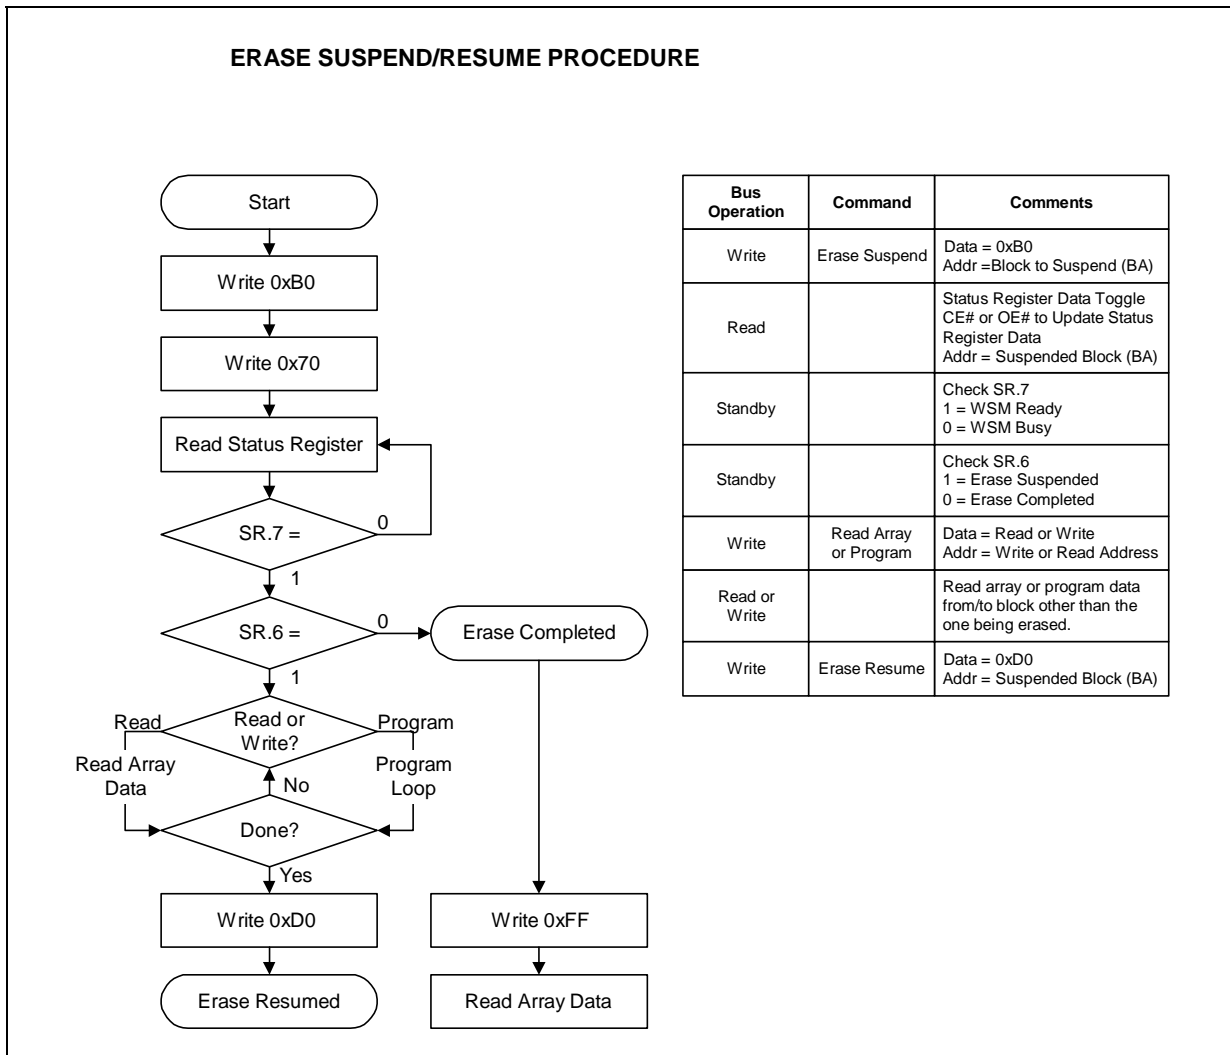 ERASE SUSPEND/RESUME PROCEDURE
Start
Write 0xB0
Write 0x70
Read Status Register
SR.7 =
0
1
SR.6 =
0
Erase Completed
1
Read
Read or
Write?
Program
Read Array
Data
Program
Loop
No
Done?
Yes
Write 0xD0
Write 0xFF
Erase Resumed
Read Array Data
Bus
Operation
Command
Comments
Write
Erase Suspend
Data = 0xB0
Addr =Block to Suspend (BA)
Read
Status Register Data Toggle
CE# or OE# to Update Status
Register Data
Addr = Suspended Block (BA)
Standby
Check SR.7
1 = WSM Ready
0 = WSM Busy
Standby
Check SR.6
1 = Erase Suspended
0 = Erase Completed
Write
Read Array
or Program
Data = Read or Write
Addr = Write or Read Address
Read or
Write
Read array or program data
from/to block other than the
one being erased.
Write
Erase Resume
Data = 0xD0
Addr = Suspended Block (BA)